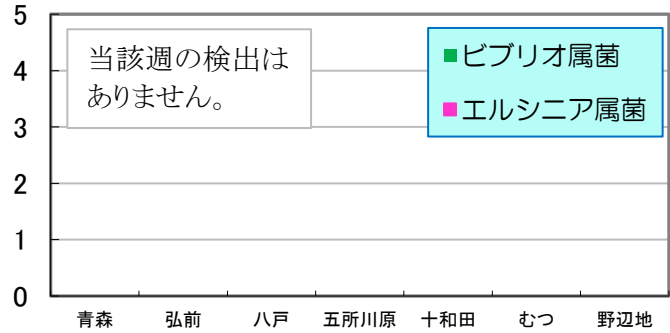 5
4
3
2
1
0
当該週の検出は
ありません。
■ビブリオ属菌
■エルシニア属菌
青森 弘前 八戸 五所川原 十和田 むつ 野辺地